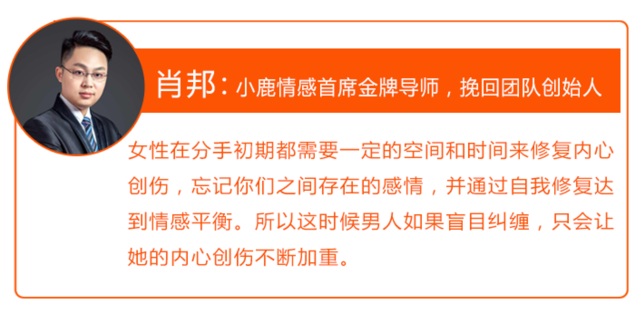 肖邦：小鹿情感首席金牌导师，挽回团队创始人
女性在分手初期都需要一定的空间和时间来修复内心
创伤，忘记你们之间存在的感情，并通过自我修复达
到情感平衡。所以这时候男人如果盲目纠缠，只会让
她的内心创伤不断加重。